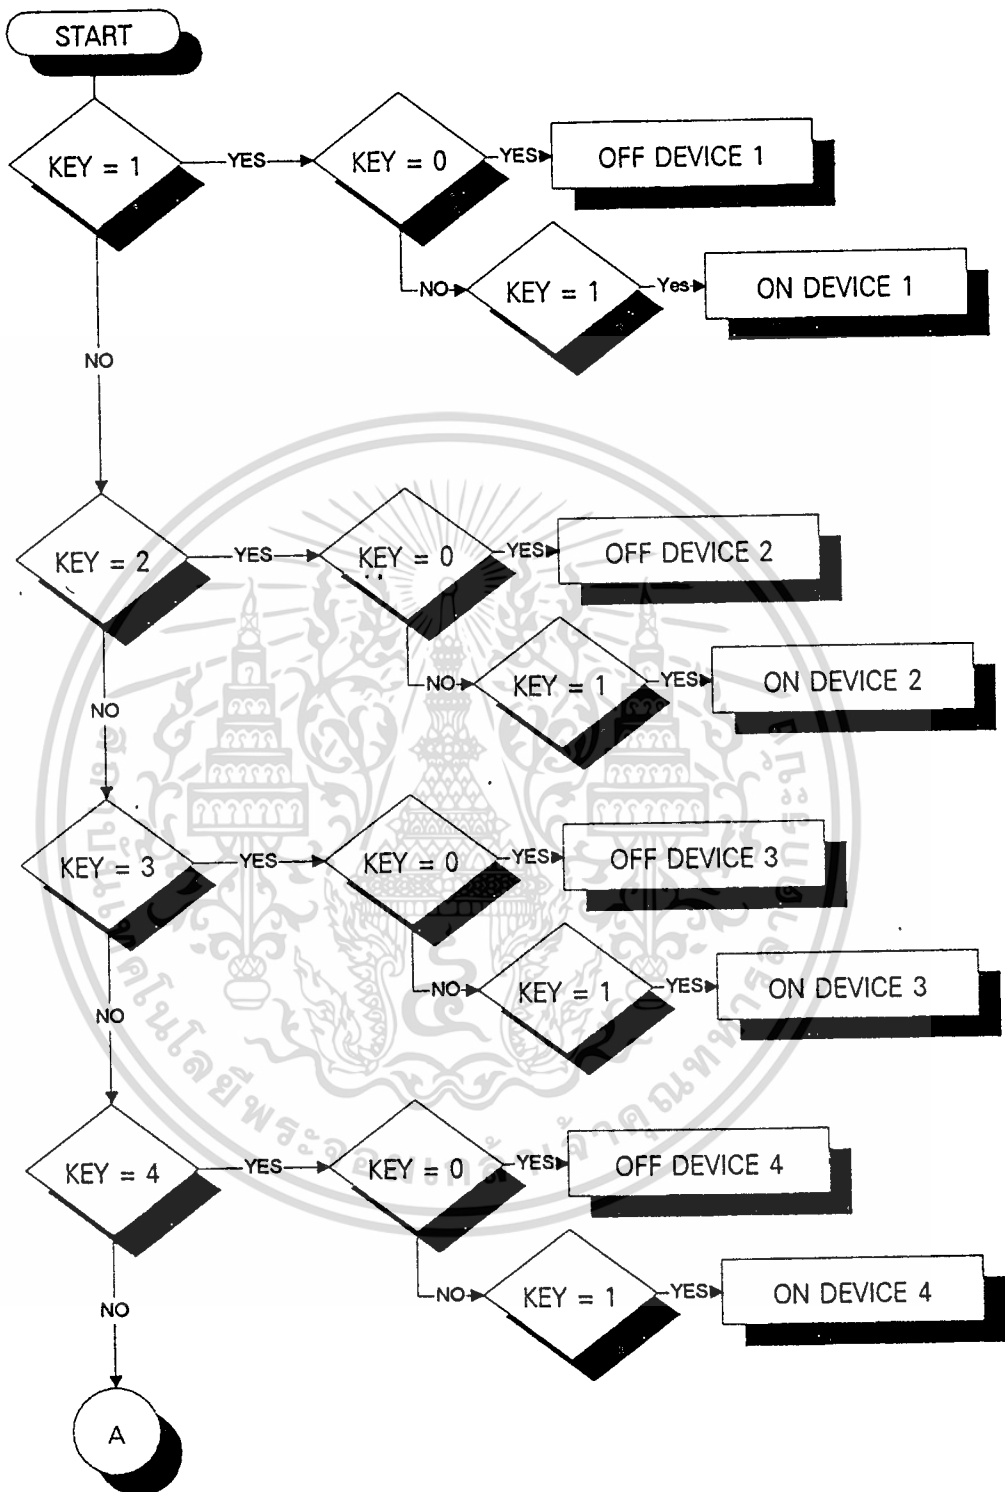 START
KEY = 1
YES
KEY = 0
YES
OFF DEVICE 1
NO
KEY = 1
Yes
ON DEVICE 1
NO
KEY = 2
YES
KEY = 0
YES
OFF DEVICE 2
NO
KEY = 1
YES
ON DEVICE 2
NO
KEY = 3
YES
KEY = 0
YES
OFF DEVICE 3
NO
KEY = 1
YES
ON DEVICE 3
NO
KEY = 4
YES
KEY = 0
YES
OFF DEVICE 4
NO
KEY = 1
YES
ON DEVICE 4
NO
A